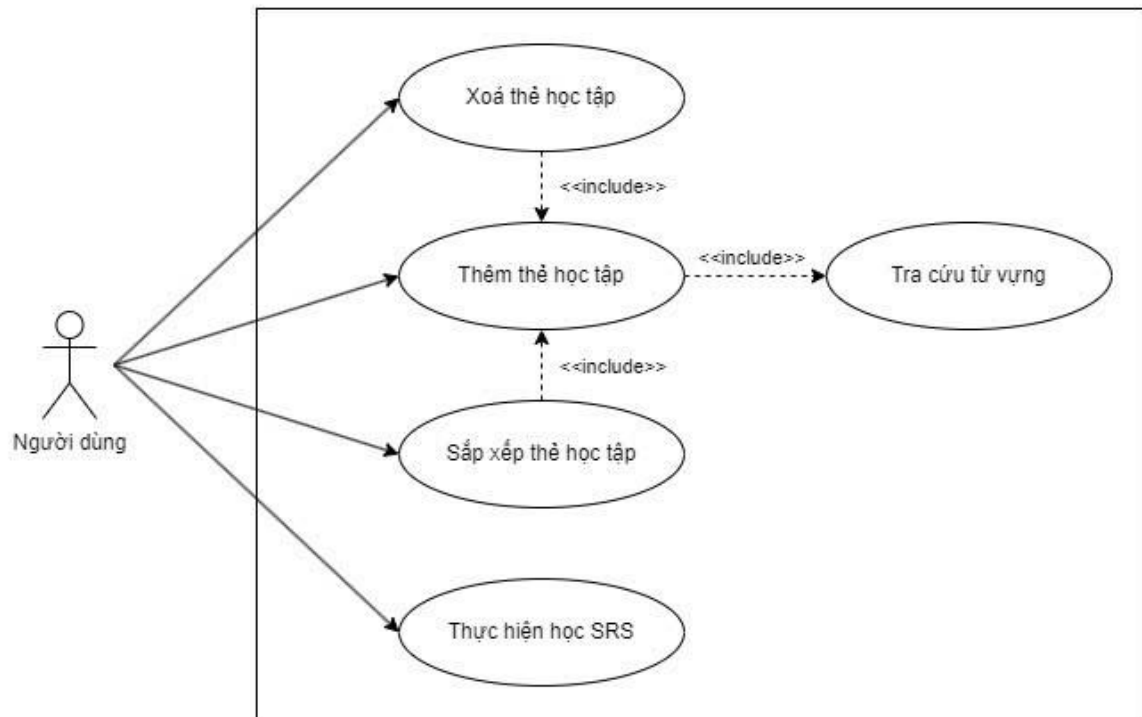 Xoá thẻ học tập
<<include>>
Thêm thẻ học tập
<<include>>
Tra cứu từ vựng
<<include>>
Người dùng
Sắp xếp thẻ học tập
Thực hiện học SRS